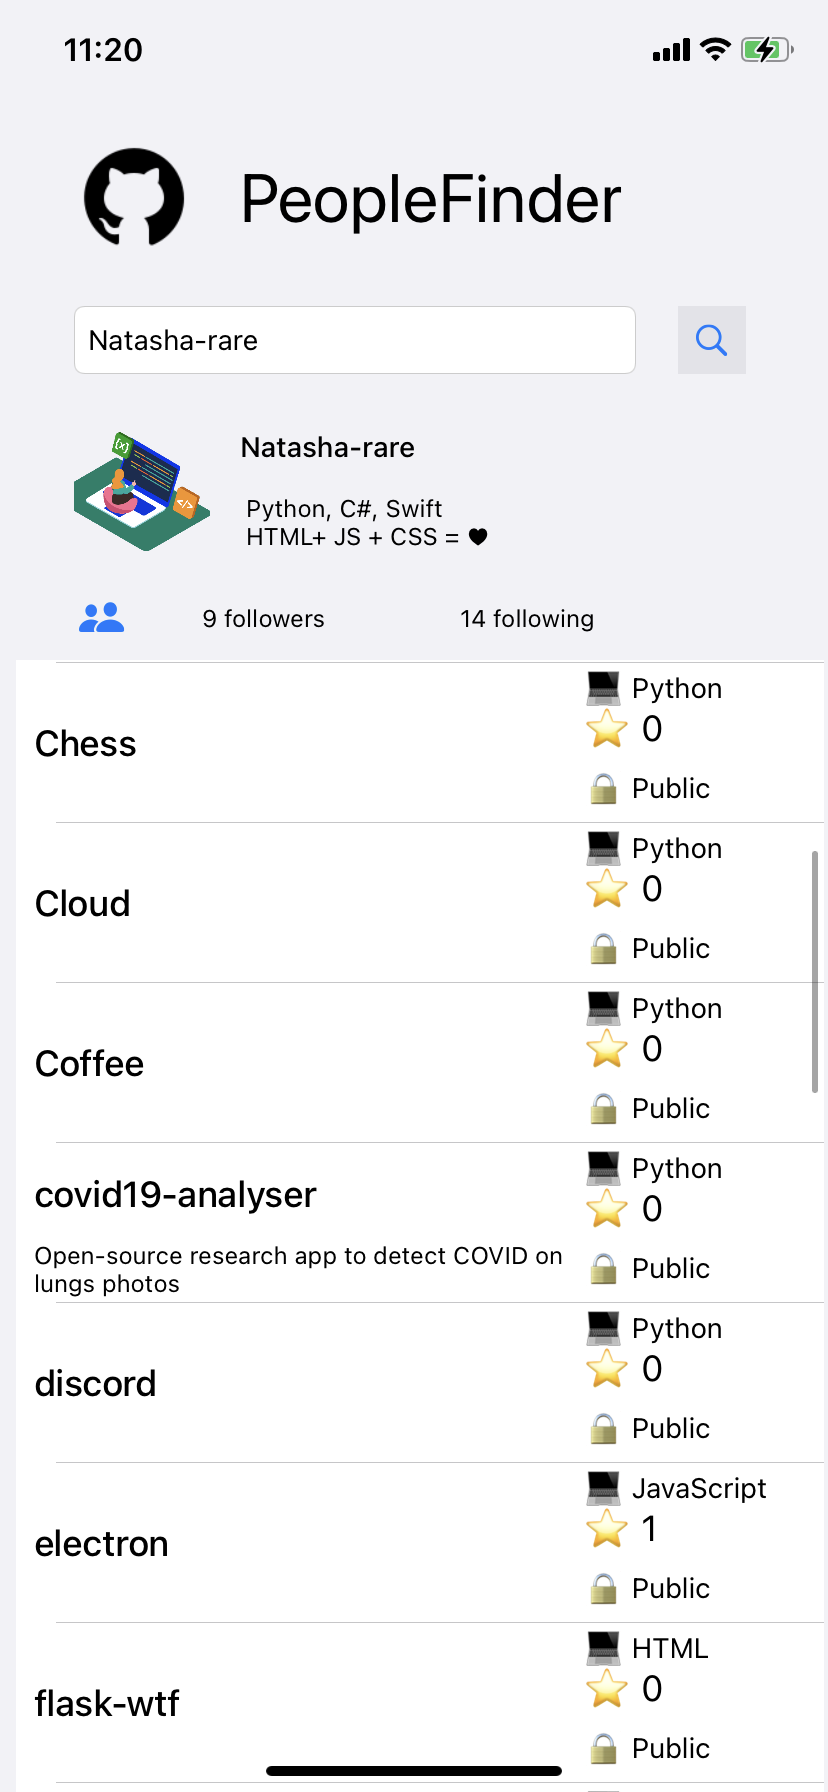 11:20
PeopleFinder
Natasha-rare
Natasha-rare
Python, C#, Swift
HTML+ JS + CSS = 🖤
9 followers 14 following
Python
Chess
0
Public
Python
Cloud
0
Public
Python
Coffee
0
Public
Python
covid19-analyser
0
Open-source research app to detect COVID on
lungs photos
Public
Python
discord
0
Public
JavaScript
electron
1
Public
HTML
flask-wtf
0
Public